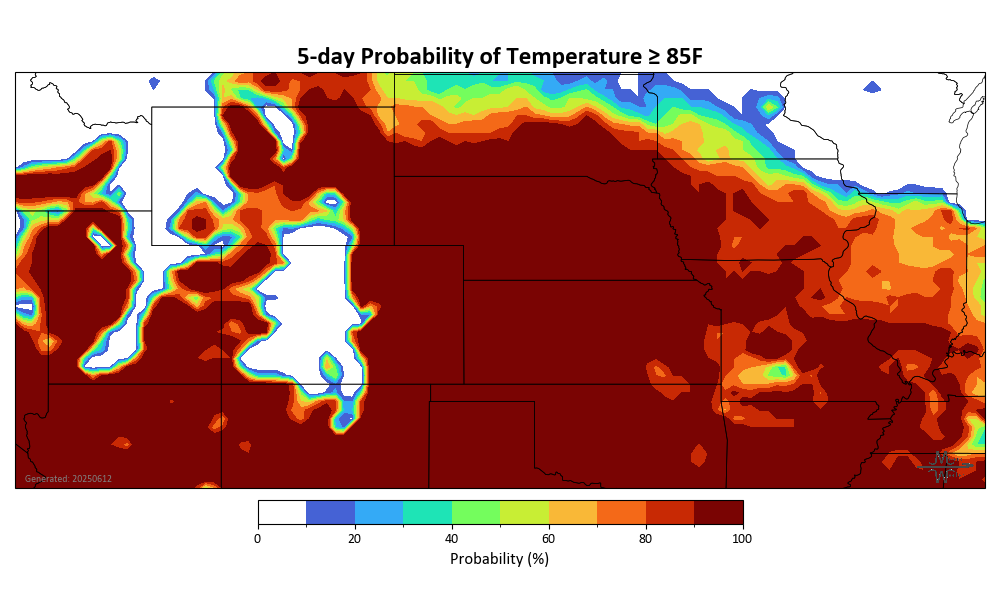 5-day Probability of Temperature ≥ 85F
Generated: 20250612
0 20 40 60 80 100
Probability (%)